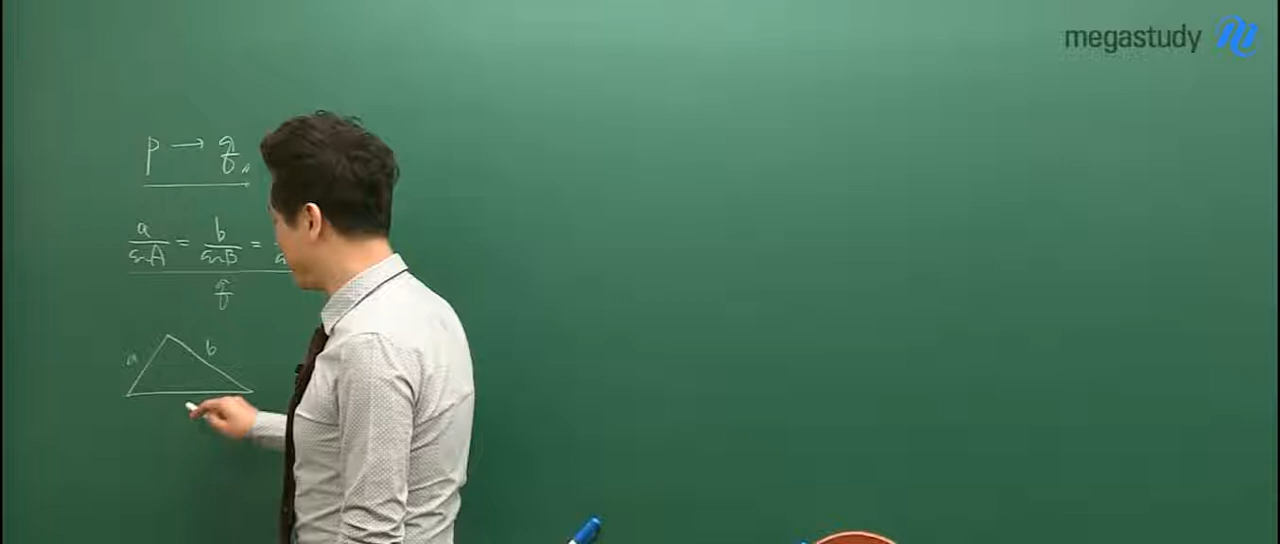 megastudy
p → q
a/sinA = b/sinB =
q
a b